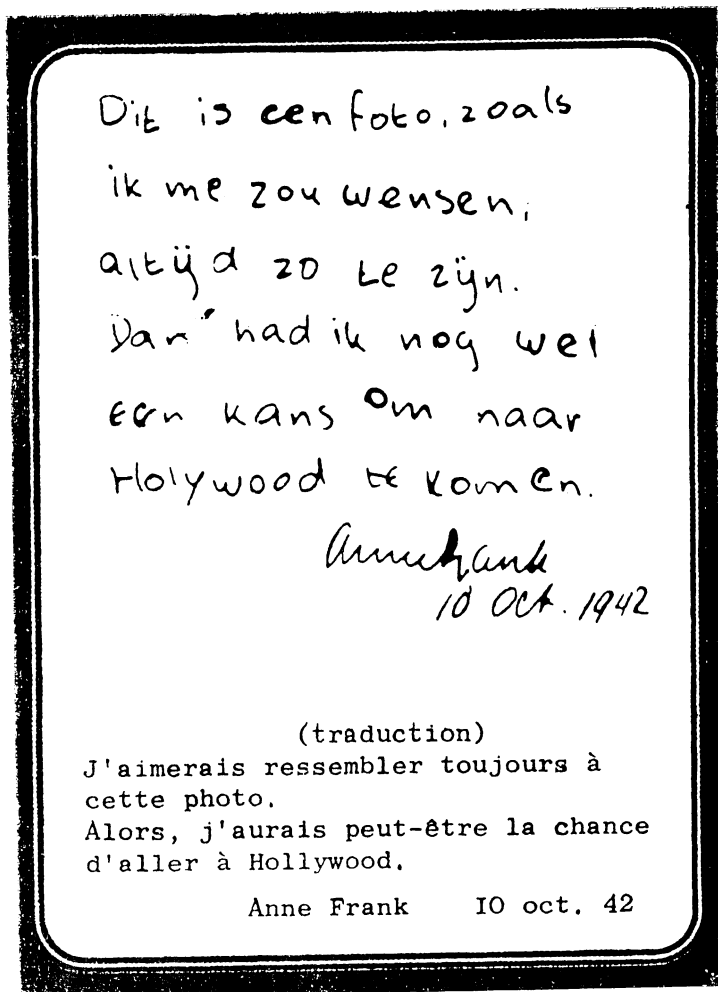 Dit is een foto, zoals
ik me zou wensen,
altijd zo te zijn.
Dan had ik nog wel
een kans om naar
Holywood te komen.
Annefrank
10 Oct. 1942
(traduction)
J'aimerais ressembler toujours à
cette photo.
Alors, j'aurais peut-être la chance
d'aller à Hollywood.
Anne Frank IO oct. 42